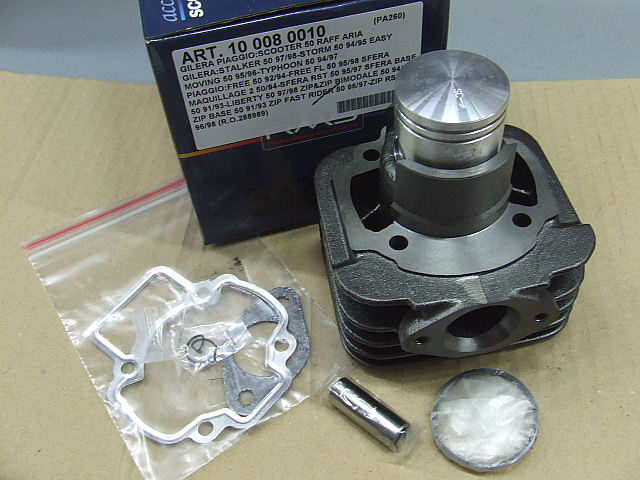 acc
sc
(PA260)
ART. 10 008 0010
GILERA PIAGGIO:SCOOTER 50 RAFF ARIA
GILERA:STALKER 50 97/98-STORM 50 94/95 EASY
MOVING 50 95/96-TYPHOON 50 94/97
PIAGGIO:FREE 50 92/94-FREE FL 50 95/98 SFERA
MAQUILLAGE 2 50/94-SFERA RST 50 95/97 SFERA BASE
50 91/93-LIBERTY 50 97/98 ZIP&ZIP BIMODALE 50 94
ZIP BASE 50 91/93 ZIP FAST RIDER 50 96/97-ZIP RS
96/98 (R.O.288989)
RMS